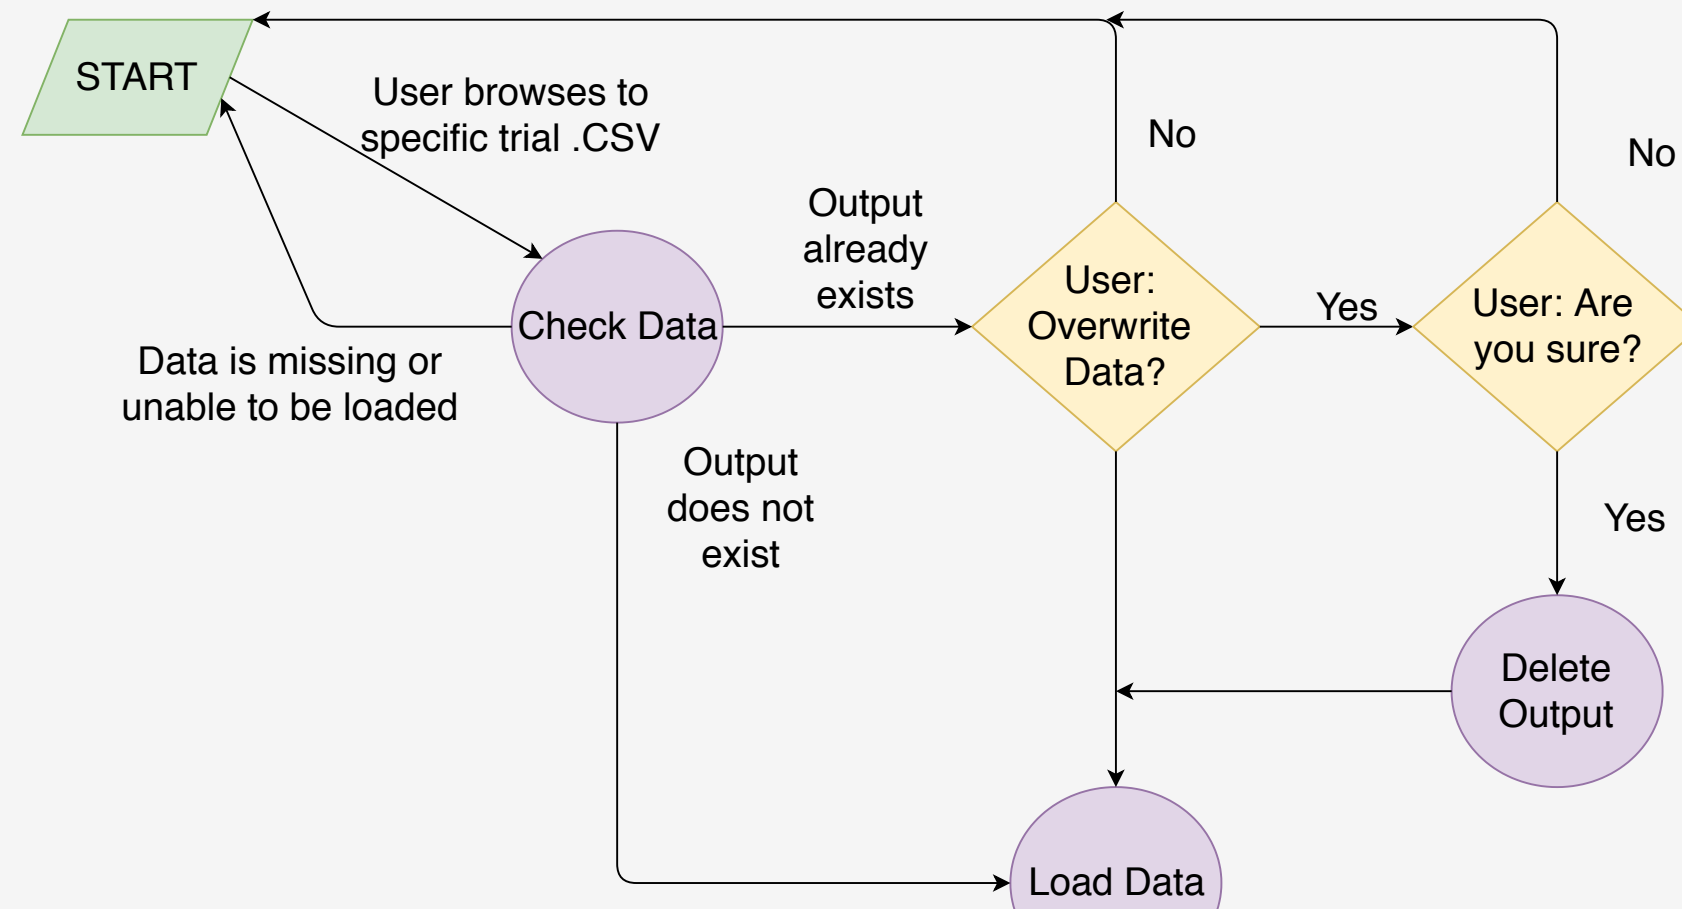 START
User browses to
specific trial .CSV
No
No
Output
already
exists
User:
Overwrite
Data?
Yes
User: Are
you sure?
Check Data
Data is missing or
unable to be loaded
Output
does not
exist
Yes
Delete
Output
Load Data